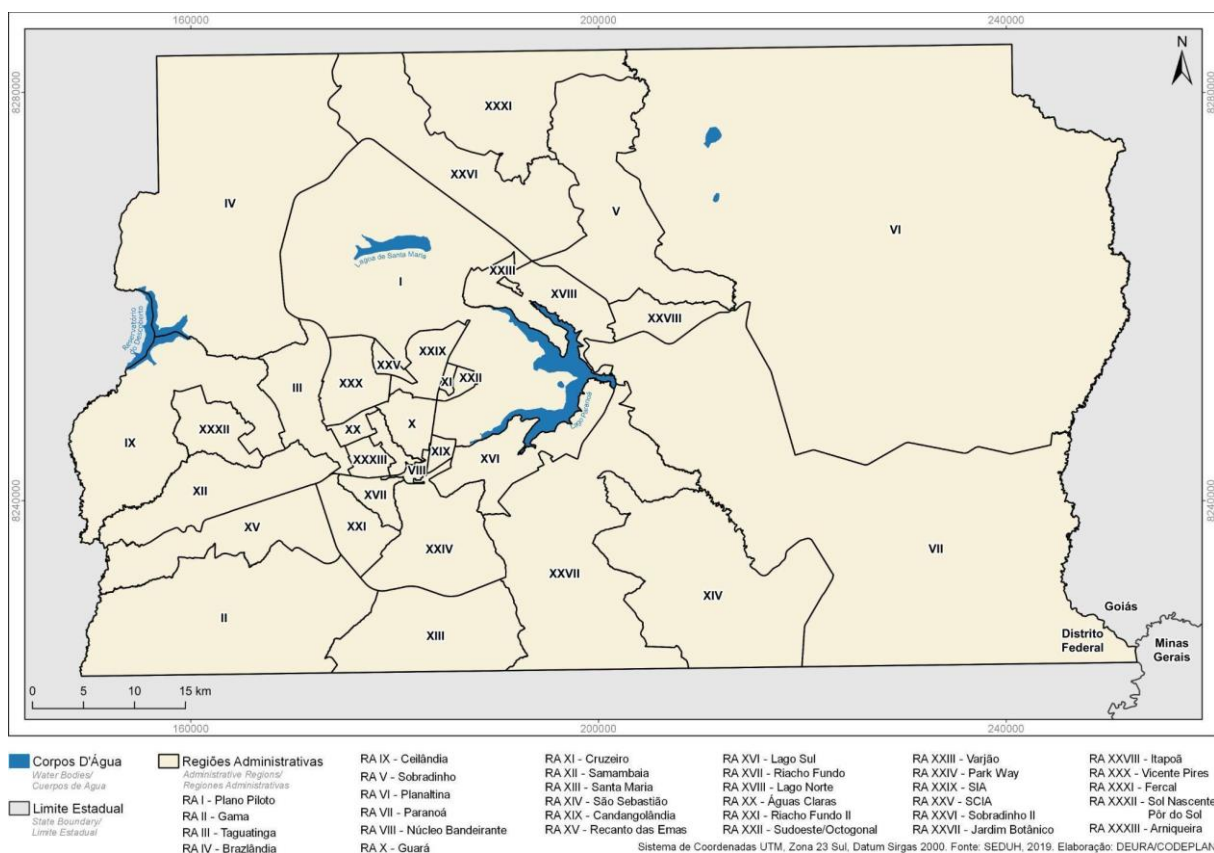 160000
200000
240000
N
8280000
8280000
XXXI
XXVI
IV
V
VI
Lagoa de Santa Maria
XXIII
I
XVIII
XXVIII
Reservatório
do Descoberto
XXIX
XXV
III
XXX
XI
XXII
Lago Paranoá
X
XX
IX
XXXII
XXXIII
XIX
VIII
XVI
XII
XVII
8240000
8240000
XV
XXI
XXIV
VII
XXVII
XIV
II
XIII
Goiás
Distrito
Federal
Minas
Gerais
0 5 10 15 km
160000
200000
240000
Corpos D'Água
Water Bodies/
Cuerpos de Agua
Limite Estadual
State Boundary/
Limite Estadual
Regiões Administrativas
Administrative Regions/
Regiones Administrativas
RA I - Plano Piloto
RA II - Gama
RA III - Taguatinga
RA IV - Brazlândia
RA IX - Ceilândia
RA V - Sobradinho
RA VI - Planaltina
RA VII - Paranoá
RA VIII - Núcleo Bandeirante
RA X - Guará
RA XI - Cruzeiro
RA XII - Samambaia
RA XIII - Santa Maria
RA XIV - São Sebastião
RA XIX - Candangolândia
RA XV - Recanto das Emas
RA XVI - Lago Sul
RA XVII - Riacho Fundo
RA XVIII - Lago Norte
RA XX - Águas Claras
RA XXI - Riacho Fundo II
RA XXII - Sudoeste/Octogonal
RA XXIII - Varjão
RA XXIV - Park Way
RA XXIX - SIA
RA XXV - SCIA
RA XXVI - Sobradinho II
RA XXVII - Jardim Botânico
RA XXVIII - Itapoã
RA XXX - Vicente Pires
RA XXXI - Fercal
RA XXXII - Sol Nascente
Pôr do Sol
RA XXXIII - Arniqueira
Sistema de Coordenadas UTM, Zona 23 Sul, Datum Sirgas 2000. Fonte: SEDUH, 2019. Elaboração: DEURA/CODEPLAN